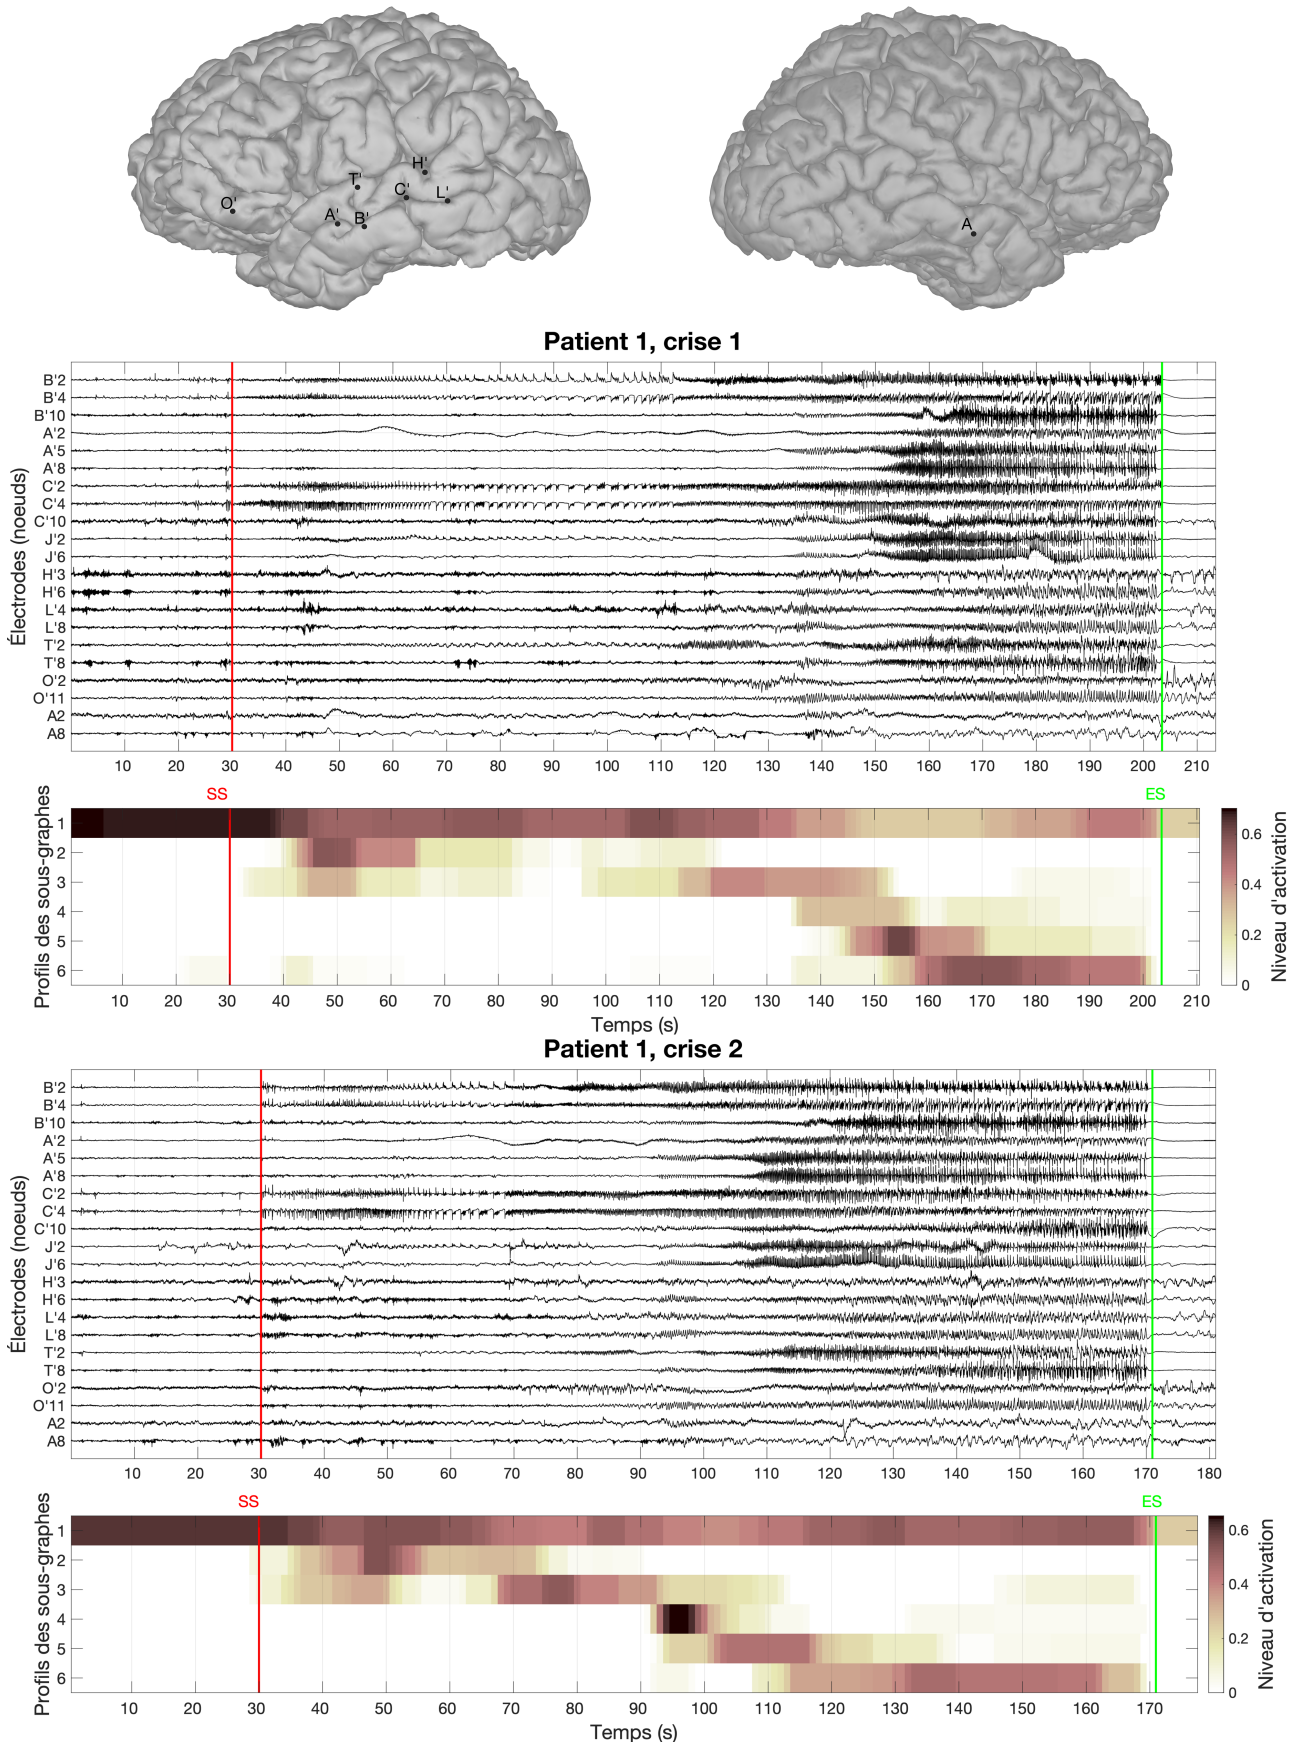 H'
T'
C'
L'
O'
A'
B'
A
Patient 1, crise 1
Électrodes (noeuds)
B'2
B'4
B'10
A'2
A'5
A'8
C'2
C'4
C'10
J'2
J'6
H'3
H'6
L'4
L'8
T'2
T'8
O'2
O'11
A2
A8
10 20 30 40 50 60 70 80 90 100 110 120 130 140 150 160 170 180 190 200 210
SS ES
Profils des sous-graphes
1
2
3
4
5
6
10 20 30 40 50 60 70 80 90 100 110 120 130 140 150 160 170 180 190 200 210
Temps (s)
0.6
0.4
0.2
0
Niveau d'activation
Patient 1, crise 2
Électrodes (noeuds)
B'2
B'4
B'10
A'2
A'5
A'8
C'2
C'4
C'10
J'2
J'6
H'3
H'6
L'4
L'8
T'2
T'8
O'2
O'11
A2
A8
10 20 30 40 50 60 70 80 90 100 110 120 130 140 150 160 170 180
SS ES
Profils des sous-graphes
1
2
3
4
5
6
10 20 30 40 50 60 70 80 90 100 110 120 130 140 150 160 170
Temps (s)
0.6
0.4
0.2
0
Niveau d'activation